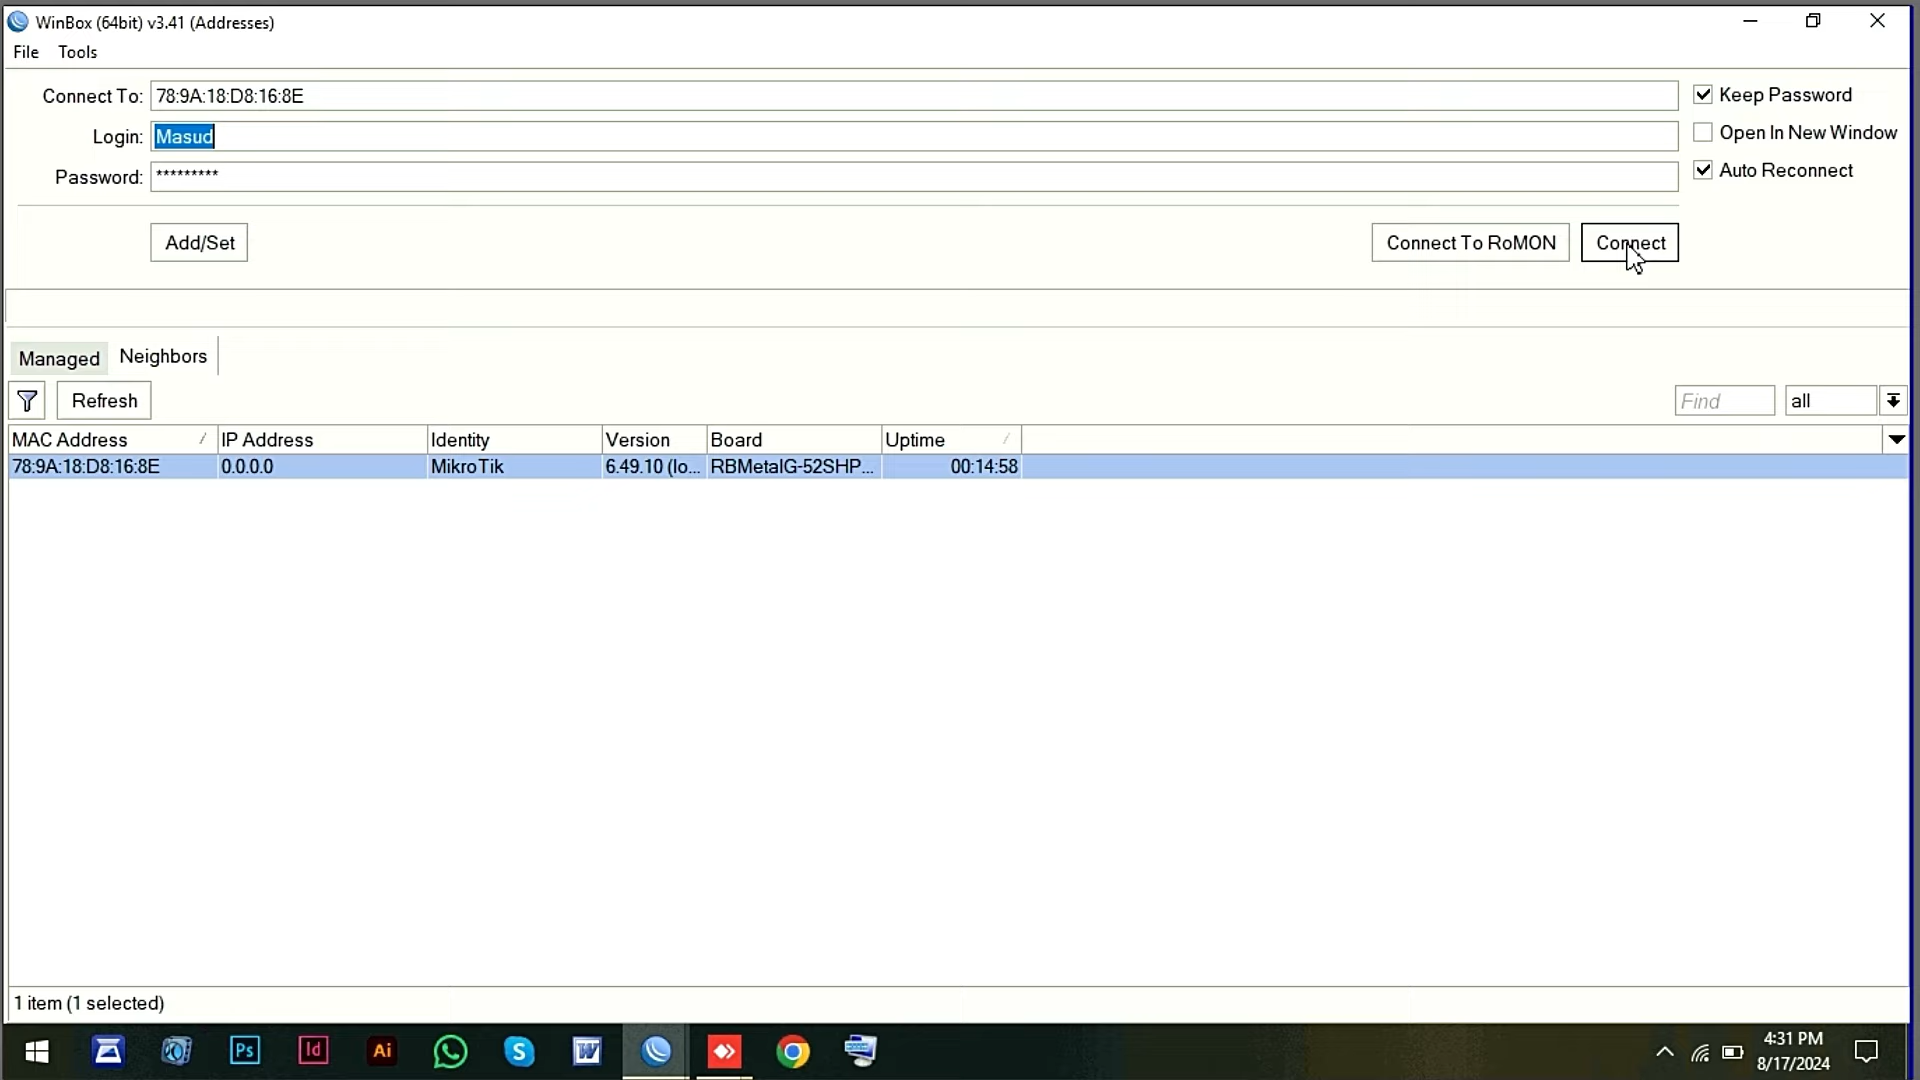 WinBox (64bit) v3.41 (Addresses)
File Tools
Connect To: 78:9A:18:D8:16:8E
Keep Password
Login: Masud
Open In New Window
Password: *********
Auto Reconnect
Add/Set
Connect To RoMON
Connect
Managed
Neighbors
Refresh
Find
all
MAC Address IP Address Identity Version Board Uptime
78:9A:18:D8:16:8E 0.0.0.0 MikroTik 6.49.10 (lo... RBMetalG-52SHP... 00:14:58
1 item (1 selected)
Ps
Id
Ai
S
W
4:31 PM
8/17/2024